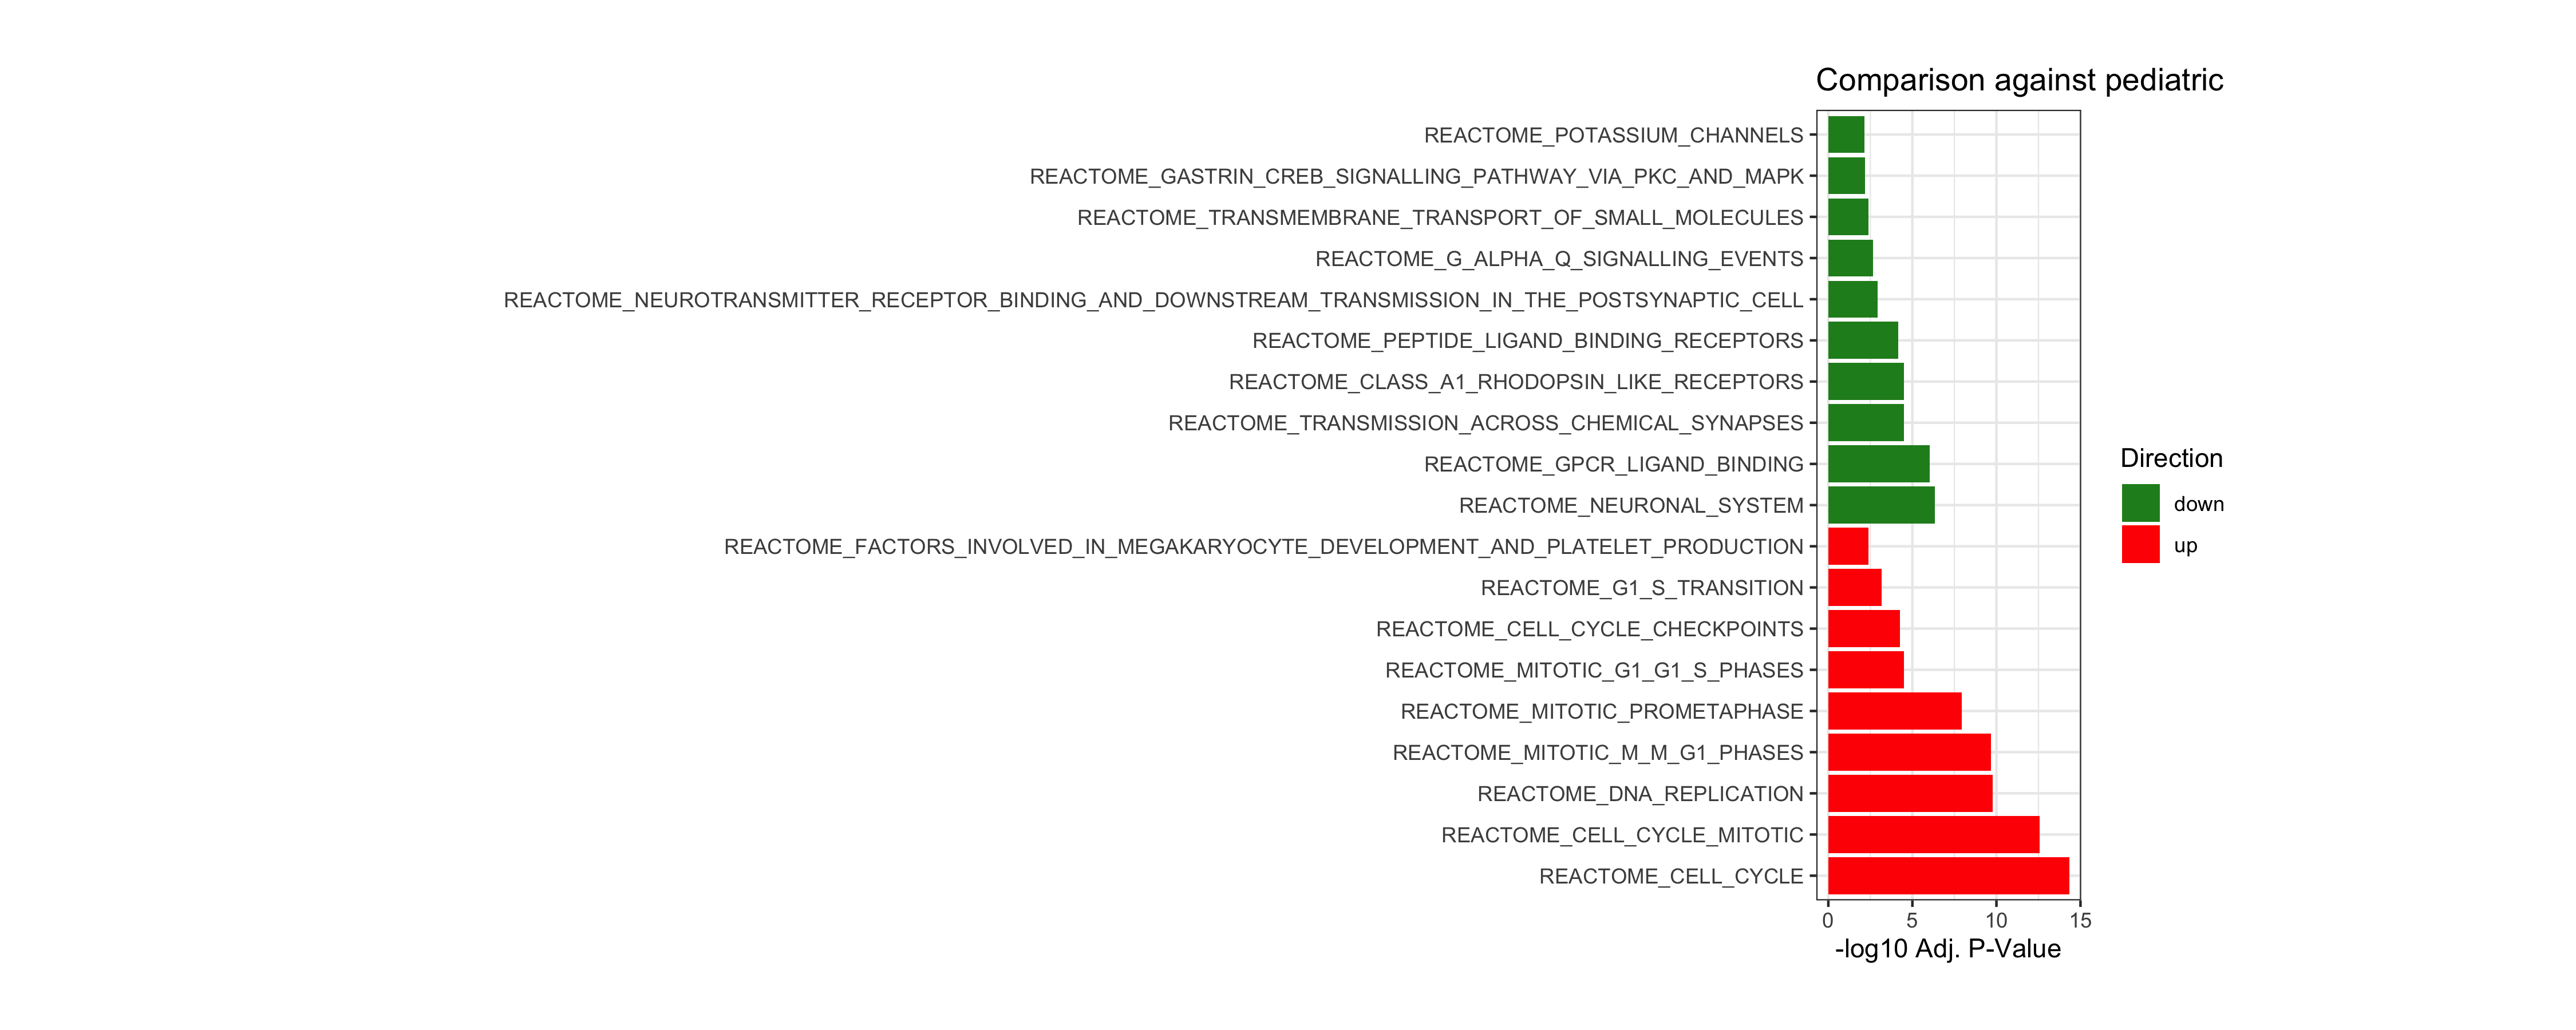 Comparison against pediatric
REACTOME_POTASSIUM_CHANNELS
REACTOME_GASTRIN_CREB_SIGNALLING_PATHWAY_VIA_PKC_AND_MAPK
REACTOME_TRANSMEMBRANE_TRANSPORT_OF_SMALL_MOLECULES
REACTOME_G_ALPHA_Q_SIGNALLING_EVENTS
REACTOME_NEUROTRANSMITTER_RECEPTOR_BINDING_AND_DOWNSTREAM_TRANSMISSION_IN_THE_POSTSYNAPTIC_CELL
REACTOME_PEPTIDE_LIGAND_BINDING_RECEPTORS
REACTOME_CLASS_A1_RHODOPSIN_LIKE_RECEPTORS
REACTOME_TRANSMISSION_ACROSS_CHEMICAL_SYNAPSES
REACTOME_GPCR_LIGAND_BINDING
REACTOME_NEURONAL_SYSTEM
REACTOME_FACTORS_INVOLVED_IN_MEGAKARYOCYTE_DEVELOPMENT_AND_PLATELET_PRODUCTION
REACTOME_G1_S_TRANSITION
REACTOME_CELL_CYCLE_CHECKPOINTS
REACTOME_MITOTIC_G1_G1_S_PHASES
REACTOME_MITOTIC_PROMETAPHASE
REACTOME_MITOTIC_M_M_G1_PHASES
REACTOME_DNA_REPLICATION
REACTOME_CELL_CYCLE_MITOTIC
REACTOME_CELL_CYCLE
0 5 10 15
-log10 Adj. P-Value
Direction
down
up